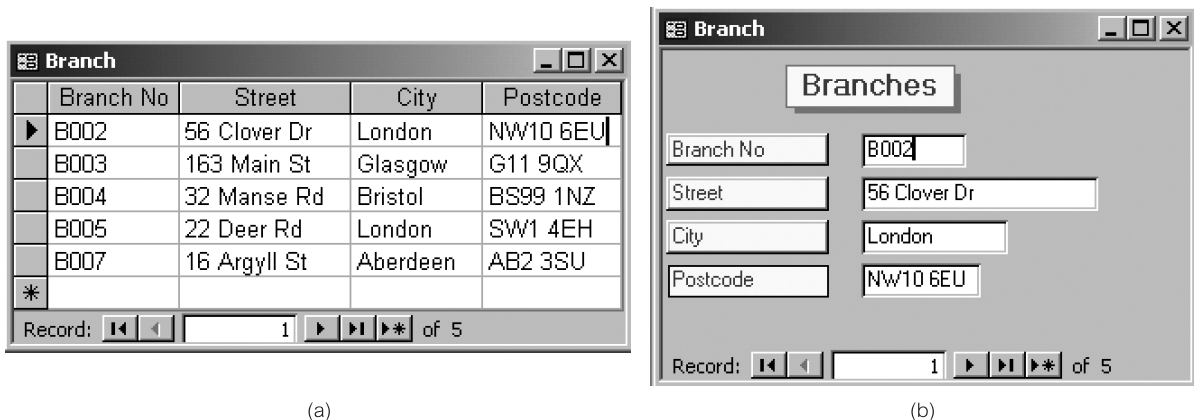 Branch
Branch No Street City Postcode
B002 56 Clover Dr London NW10 6EU
B003 163 Main St Glasgow G11 9QX
B004 32 Manse Rd Bristol BS99 1NZ
B005 22 Deer Rd London SW1 4EH
B007 16 Argyll St Aberdeen AB2 3SU
Record: 1 of 5
(a)
Branch
Branches
Branch No B002
Street 56 Clover Dr
City London
Postcode NW10 6EU
Record: 1 of 5
(b)